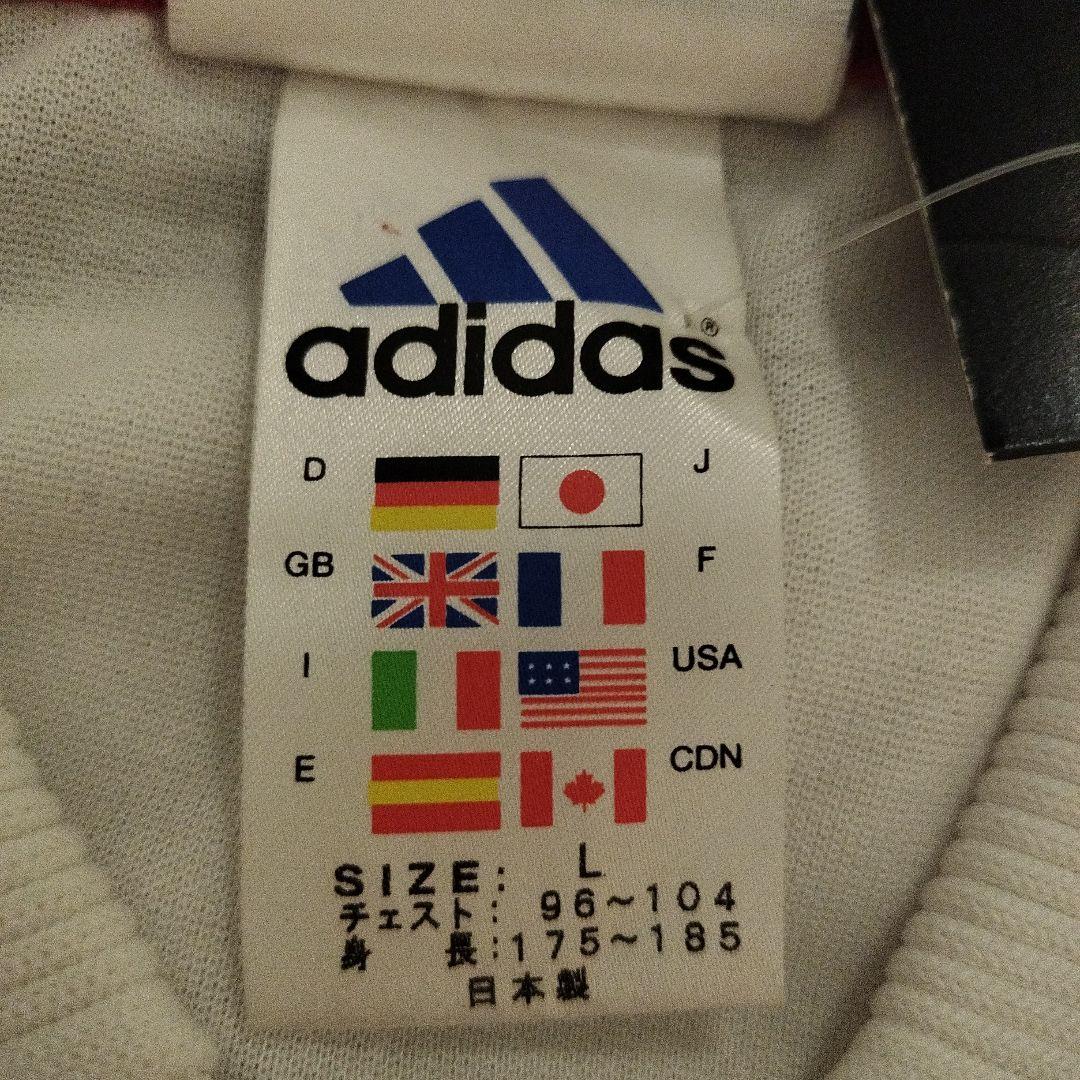 adidas®
D J
GB F
I USA
E CDN
SIZE: L
チェスト: 96~104
身 長:175~185
日本製